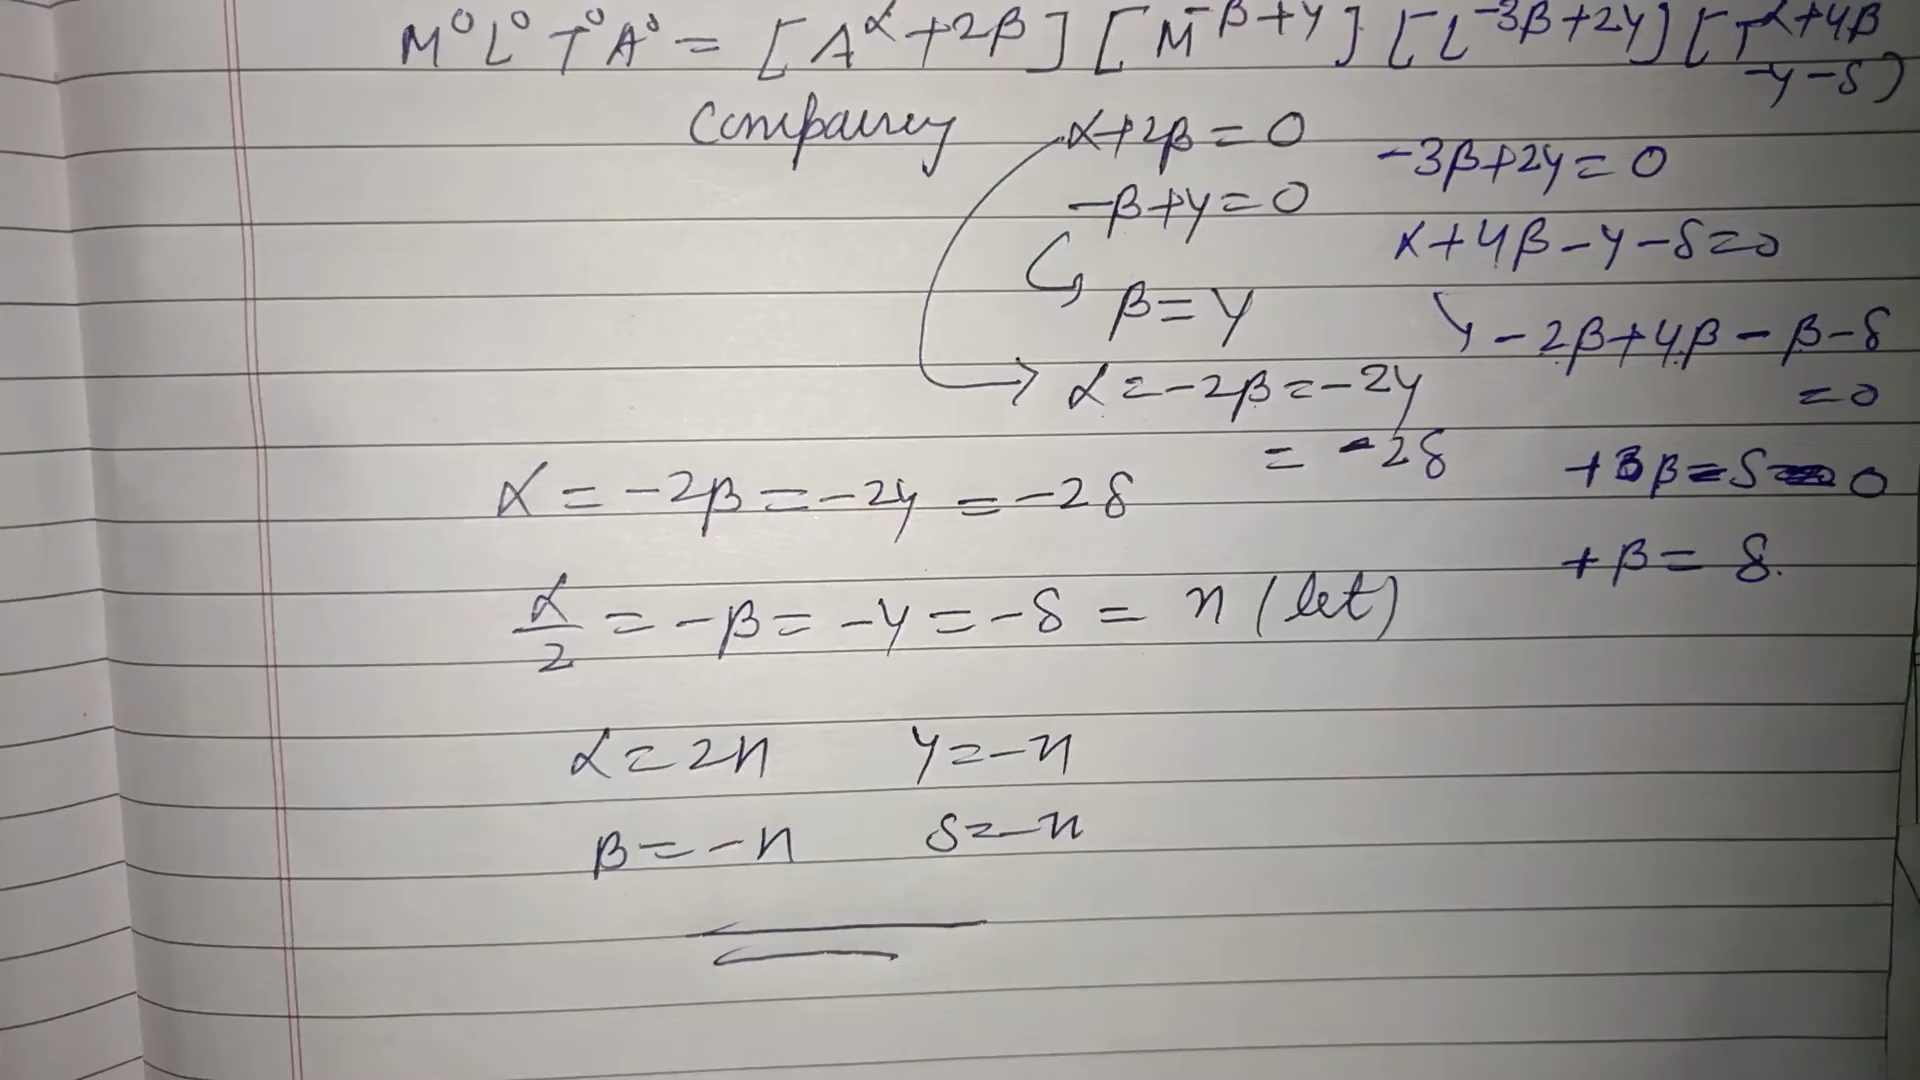 M⁰L⁰T⁰A⁰ = [A^α+2β] [M^-β+γ] [L^-3β+2γ] [T^α+4β
-γ-δ]
Comparing α+2β=0 -3β+2γ=0
-β+γ=0 α+4β-γ-δ=0
β=γ -2β+4β-β-δ
α=-2β=-2γ =0
=-2δ
α=-2β=-2γ=-2δ
+β=δ.
α/2=-β=-γ=-δ=n (let)
α=2n γ=-n
β=-n δ=-n